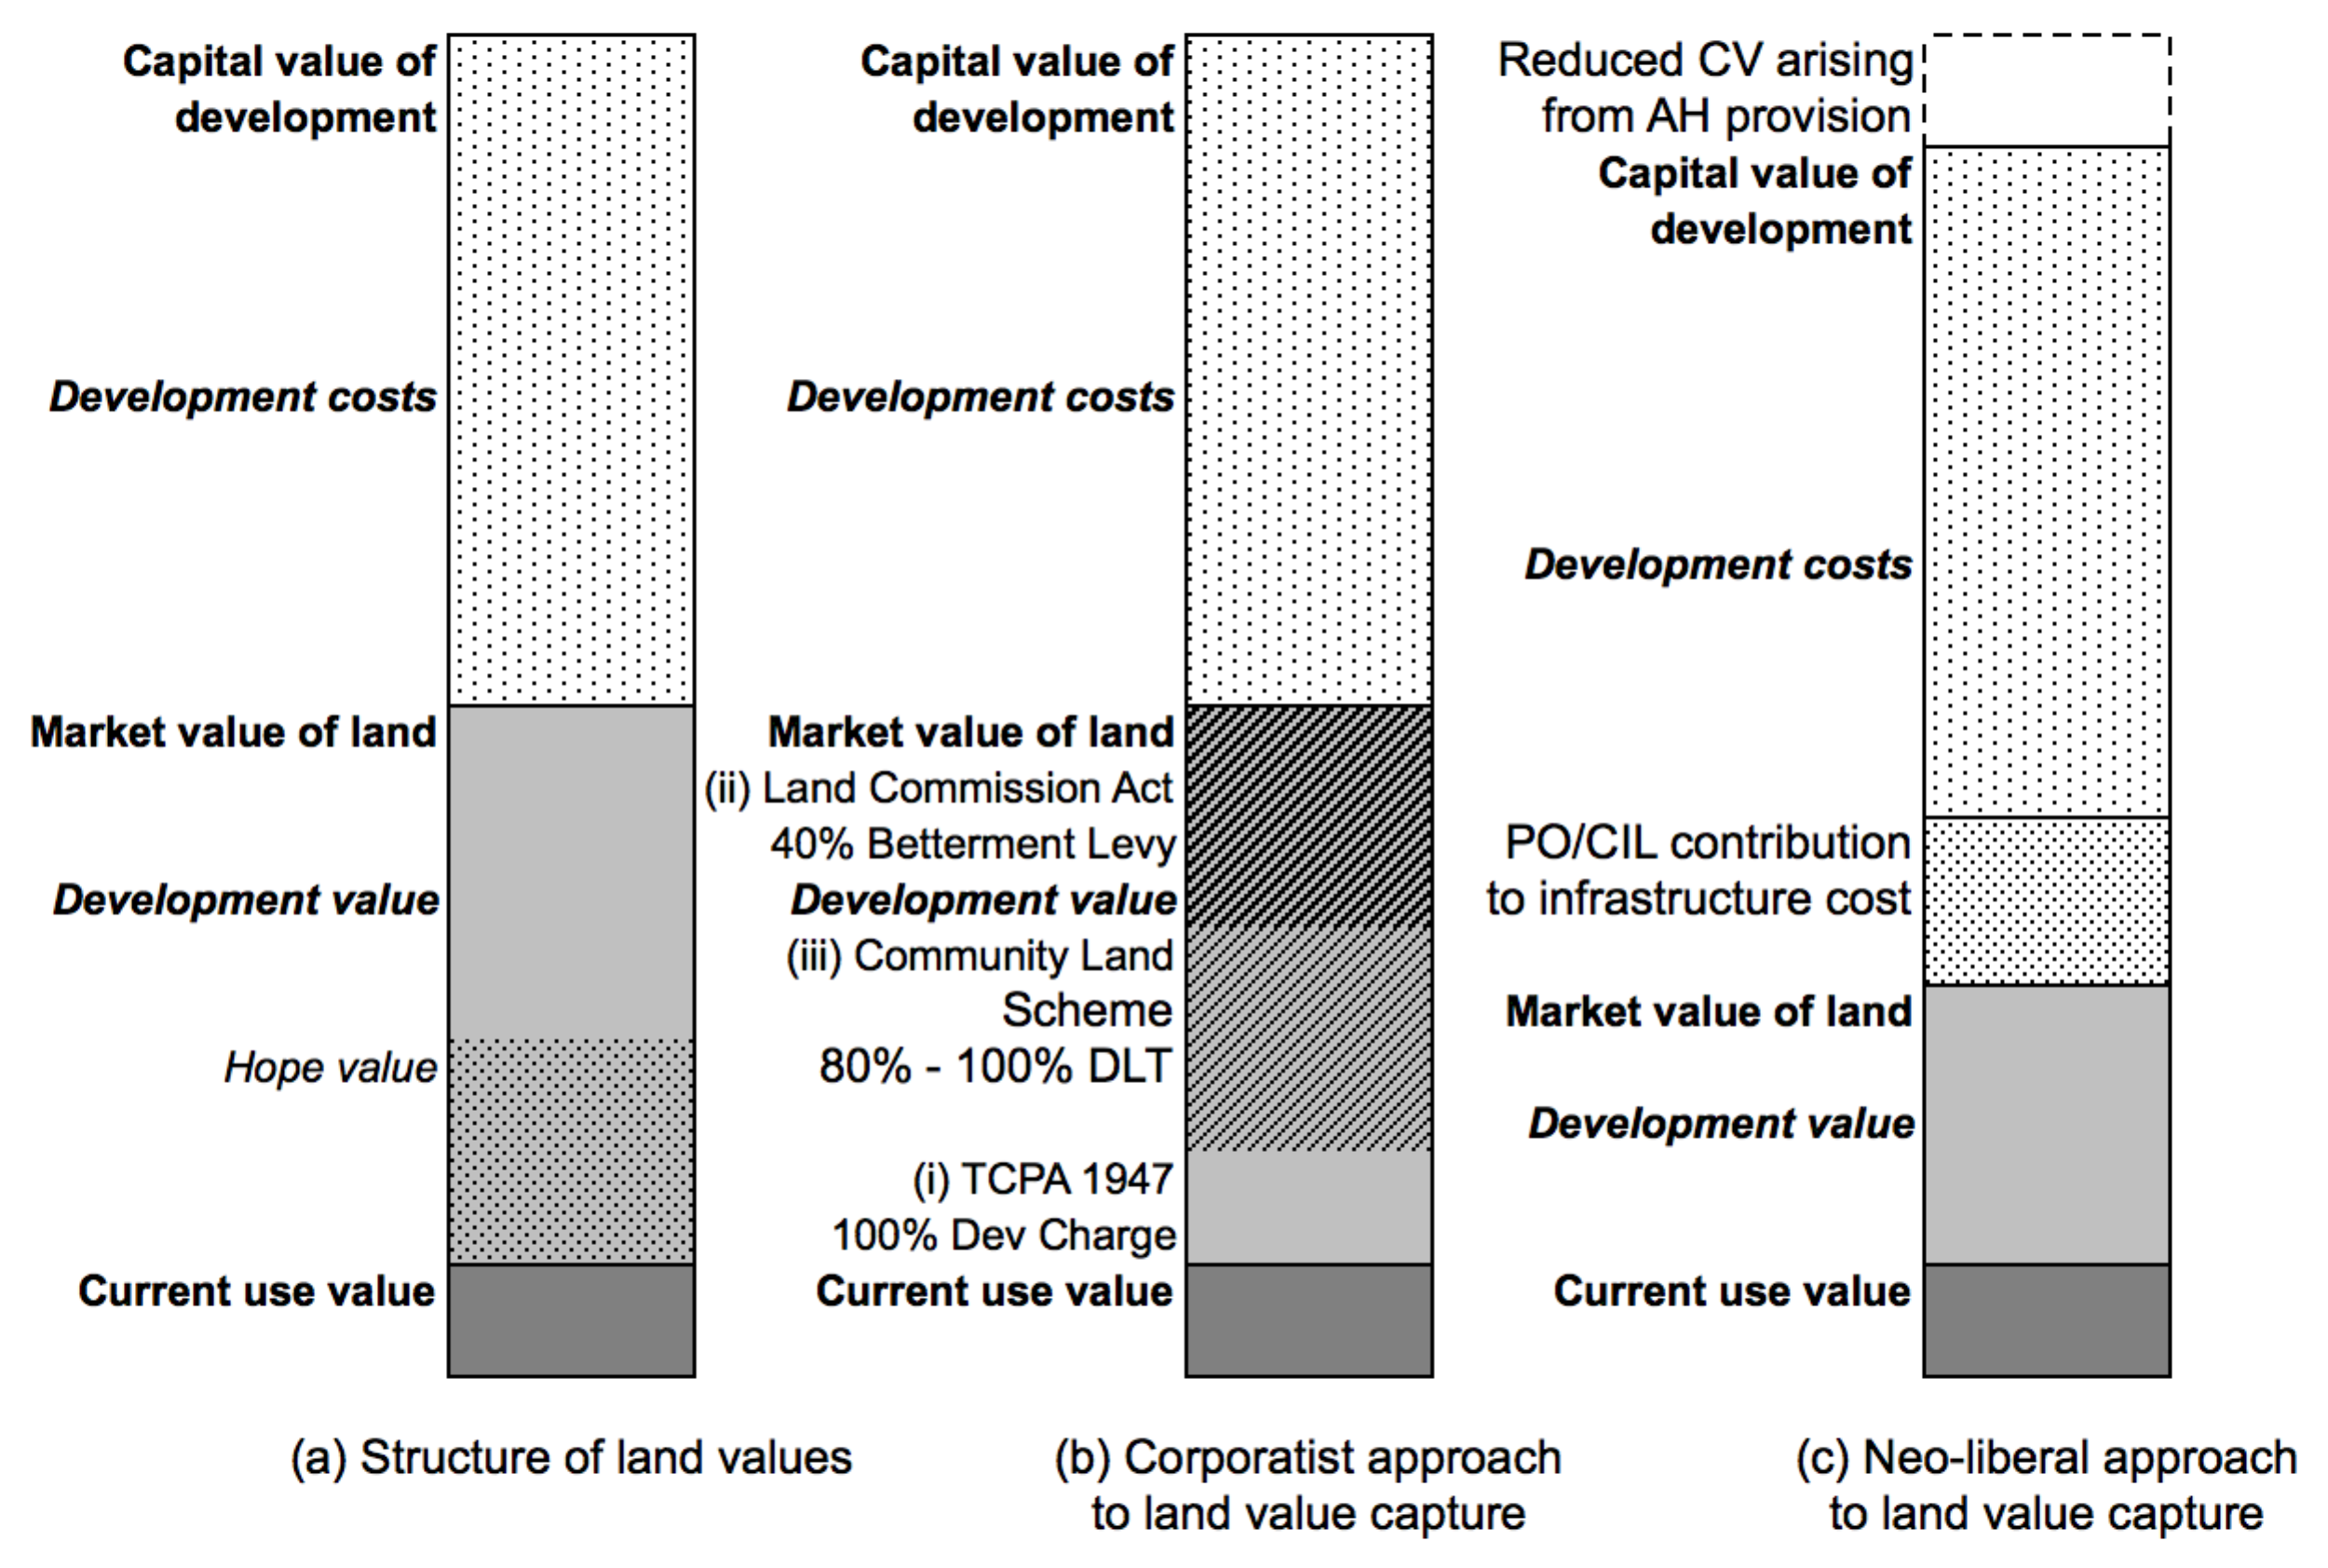 Capital value of
development
Development costs
Market value of land
Development value
Hope value
Current use value
(a) Structure of land values
Capital value of
development
Development costs
Market value of land
(ii) Land Commission Act
40% Betterment Levy
Development value
(iii) Community Land
Scheme
80% - 100% DLT
(i) TCPA 1947
100% Dev Charge
Current use value
(b) Corporatist approach
to land value capture
Reduced CV arising
from AH provision
Capital value of
development
Development costs
PO/CIL contribution
to infrastructure cost
Market value of land
Development value
Current use value
(c) Neo-liberal approach
to land value capture